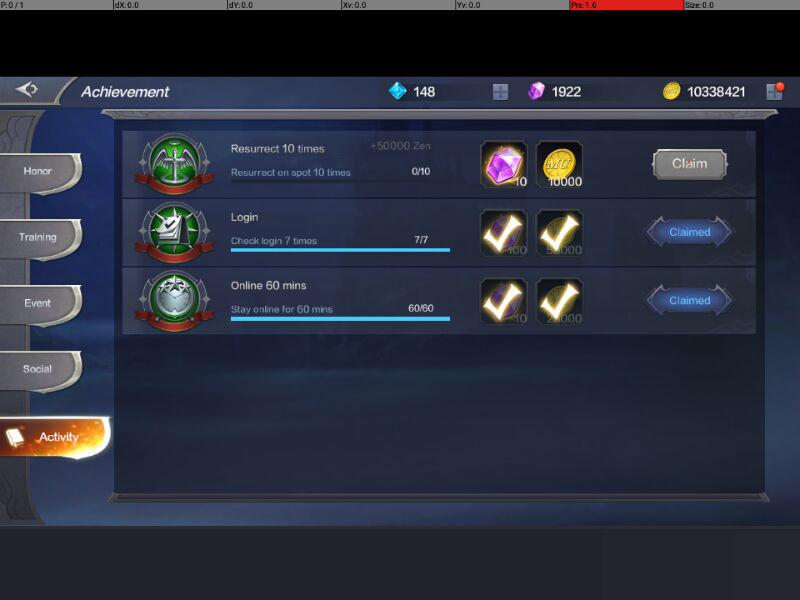 P: 0 / 1 dX: 0.0 dY: 0.0 Xv: 0.0 Yv: 0.0 Prs: 1.0 Size: 0.0
Achievement 148 1922 10338421
Honor
Training
Event
Social
Activity
Resurrect 10 times +50000 Zen
Resurrect on spot 10 times 0/10
10 10000
Claim
Login
Check login 7 times 7/7
100
Claimed
Online 60 mins
Stay online for 60 mins 60/60
10
Claimed